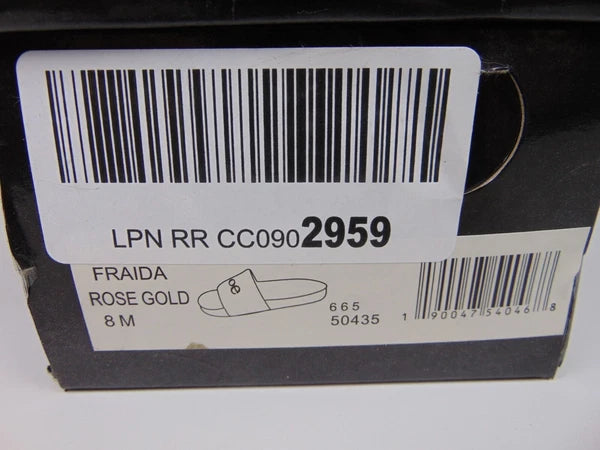 LPN RR CC0902959
FRAIDA
ROSE GOLD
8 M
665
50435
1 90047 54046 8